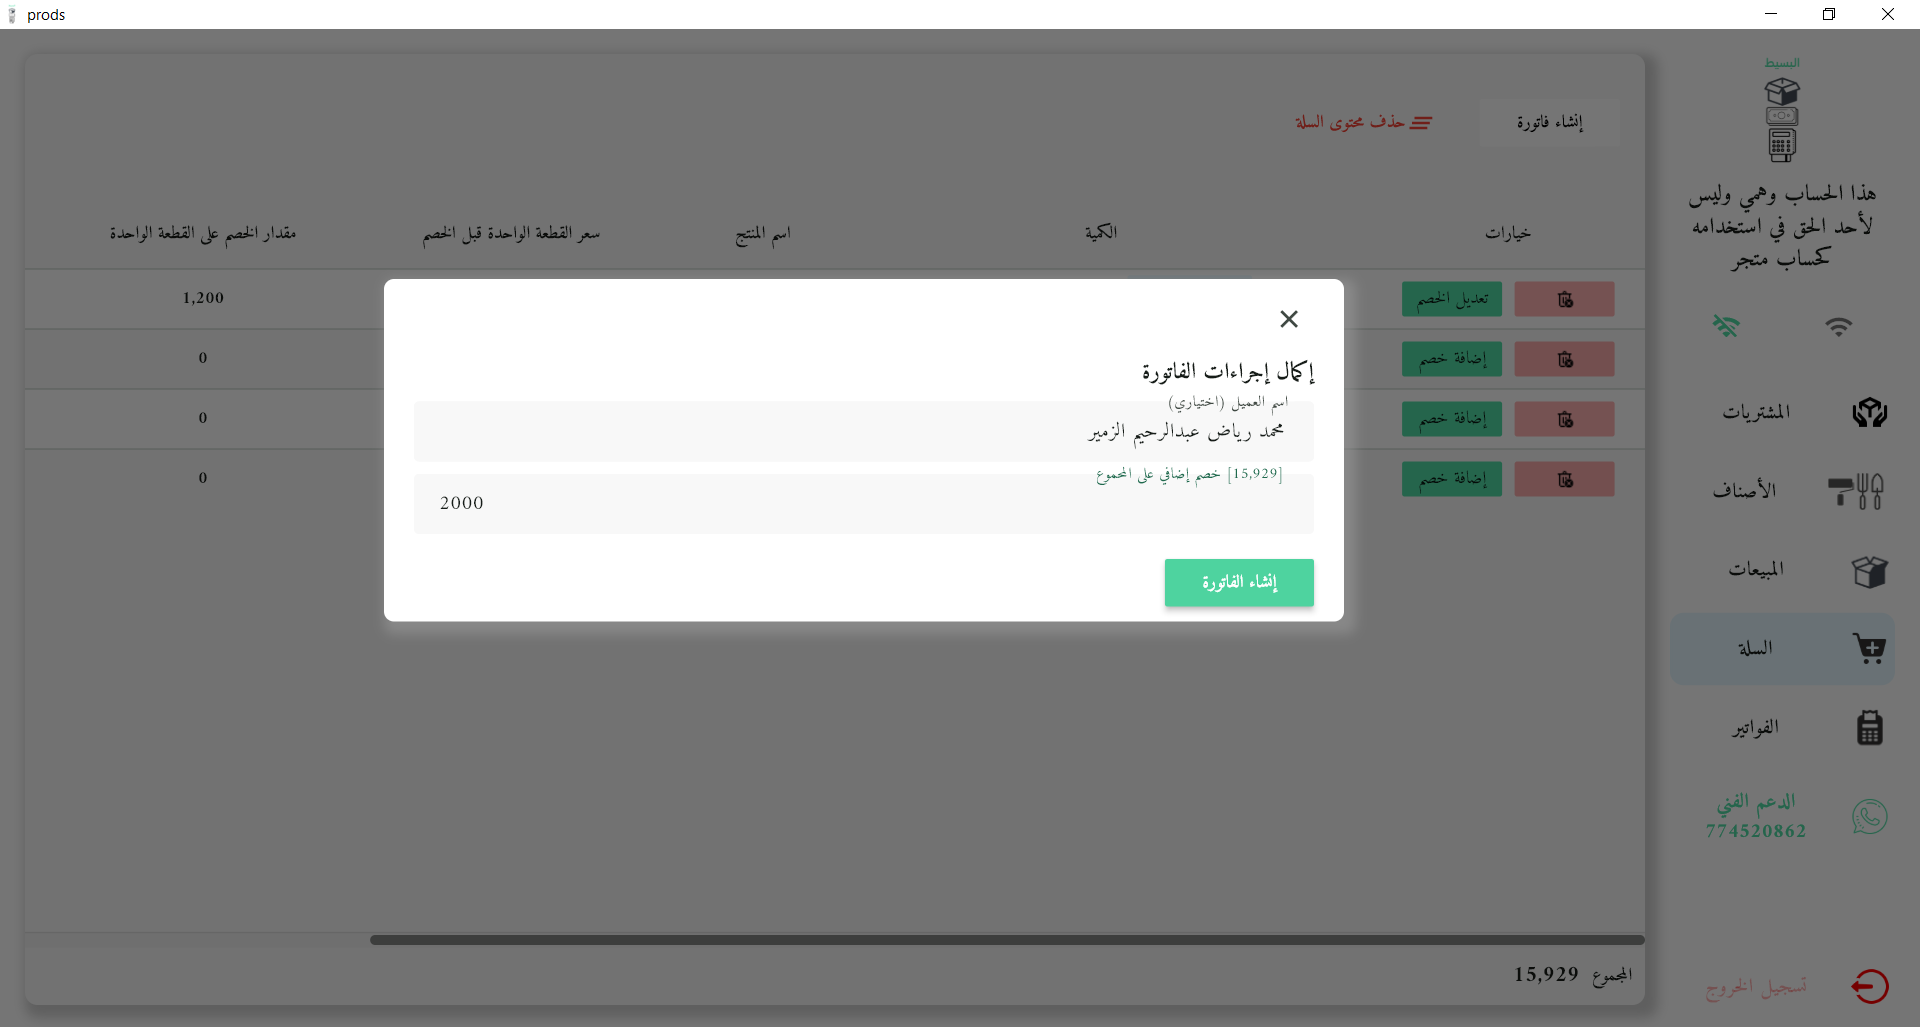 prods
البسيط
هذا الحساب وهمي وليس
لأحد الحق في استخدامه
كحساب متجر
المشتريات
الأصناف
المبيعات
السلة
الفواتير
الدعم الفني
774520862
تسجيل الخروج
إنشاء فاتورة
حذف محتوى السلة
خيارات الكمية اسم المنتج سعر القطعة الواحدة قبل الخصم مقدار الخصم على القطعة الواحدة
تعديل الخصم 1,200
إضافة خصم 0
إضافة خصم 0
إضافة خصم 0
إكمال إجراءات الفاتورة
اسم العميل (اختياري)
محمد رياض عبدالرحيم الزمير
[15,929] خصم إضافي على المحموع
2000
إنشاء الفاتورة
المجموع 15,929